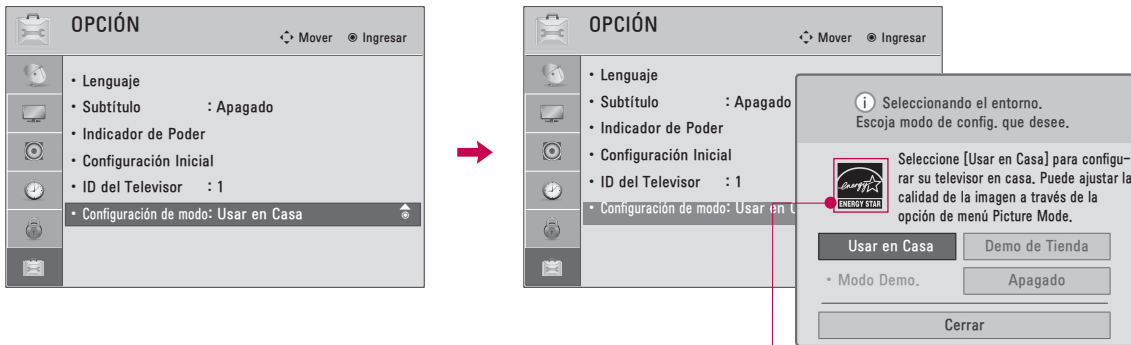 OPCIÓN
Mover
Ingresar
• Lenguaje
• Subtítulo : Apagado
• Indicador de Poder
• Configuración Inicial
• ID del Televisor : 1
• Configuración de modo: Usar en Casa
OPCIÓN
Mover
Ingresar
• Lenguaje
• Subtítulo : Apagado
• Indicador de Poder
• Configuración Inicial
• ID del Televisor : 1
• Configuración de modo: Usar en
i Seleccionando el entorno.
Escoja modo de config. que desee.
energy
ENERGY STAR
Seleccione [Usar en Casa] para configu-
rar su televisor en casa. Puede ajustar la
calidad de la imagen a través de la
opción de menú Picture Mode.
Usar en Casa
Demo de Tienda
• Modo Demo.
Apagado
Cerrar